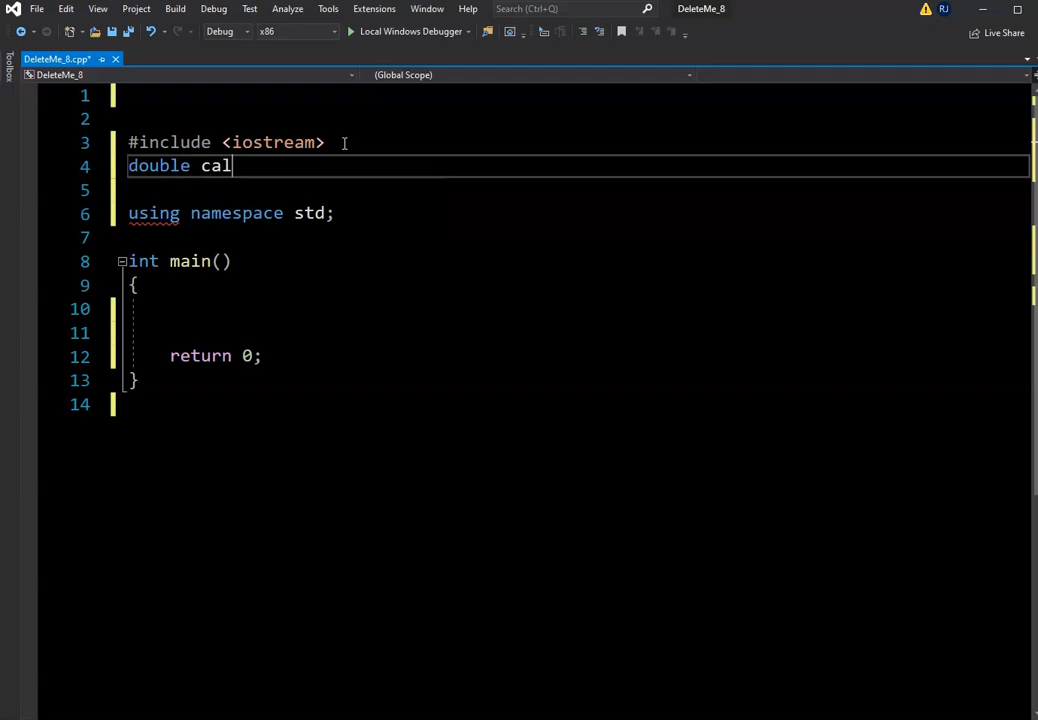 File Edit View Project Build Debug Test Analyze Tools Extensions Window Help Search (Ctrl+Q) DeleteMe_8 RJ
Debug x86 Local Windows Debugger Live Share
Toolbox
DeleteMe_8.cpp*
DeleteMe_8 (Global Scope)
1
2
3 #include <iostream>
4 double cal
5
6 using namespace std;
7
8 int main()
9 {
10
11
12 return 0;
13 }
14